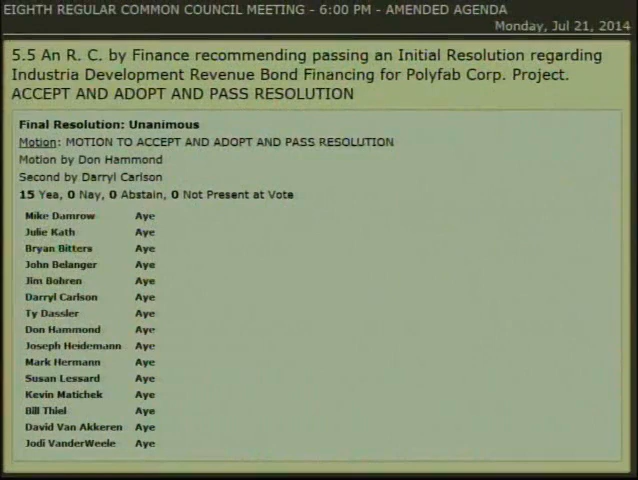 EIGHTH REGULAR COMMON COUNCIL MEETING - 6:00 PM - AMENDED AGENDA
Monday, Jul 21, 2014
5.5 An R. C. by Finance recommending passing an Initial Resolution regarding
Industria Development Revenue Bond Financing for Polyfab Corp. Project.
ACCEPT AND ADOPT AND PASS RESOLUTION
Final Resolution: Unanimous
Motion: MOTION TO ACCEPT AND ADOPT AND PASS RESOLUTION
Motion by Don Hammond
Second by Darryl Carlson
15 Yea, 0 Nay, 0 Abstain, 0 Not Present at Vote
Mike Damrow Aye
Julie Kath Aye
Bryan Bitters Aye
John Belanger Aye
Jim Bohren Aye
Darryl Carlson Aye
Ty Dassler Aye
Don Hammond Aye
Joseph Heidemann Aye
Mark Hermann Aye
Susan Lessard Aye
Kevin Matichek Aye
Bill Thiel Aye
David Van Akkeren Aye
Jodi VanderWeele Aye